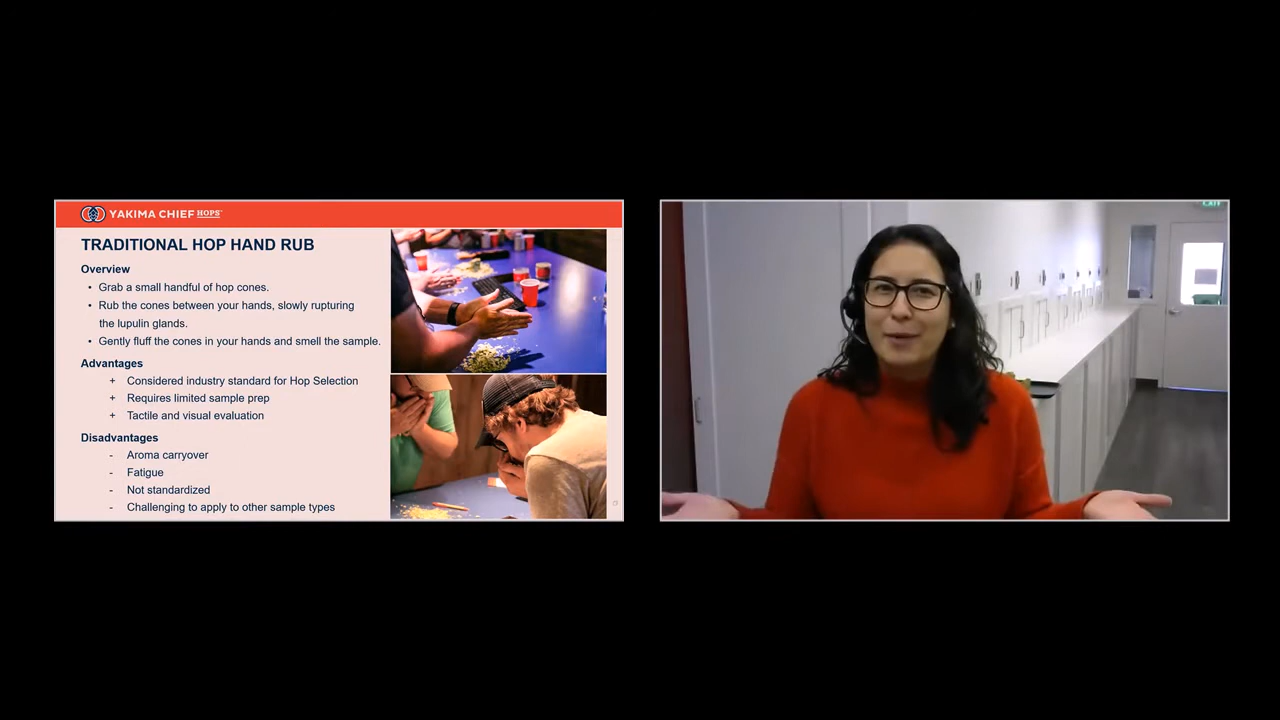 YAKIMA CHIEF HOPS
TRADITIONAL HOP HAND RUB
Overview
• Grab a small handful of hop cones.
• Rub the cones between your hands, slowly rupturing
the lupulin glands.
• Gently fluff the cones in your hands and smell the sample.
Advantages
+ Considered industry standard for Hop Selection
+ Requires limited sample prep
+ Tactile and visual evaluation
Disadvantages
- Aroma carryover
- Fatigue
- Not standardized
- Challenging to apply to other sample types
EXIT